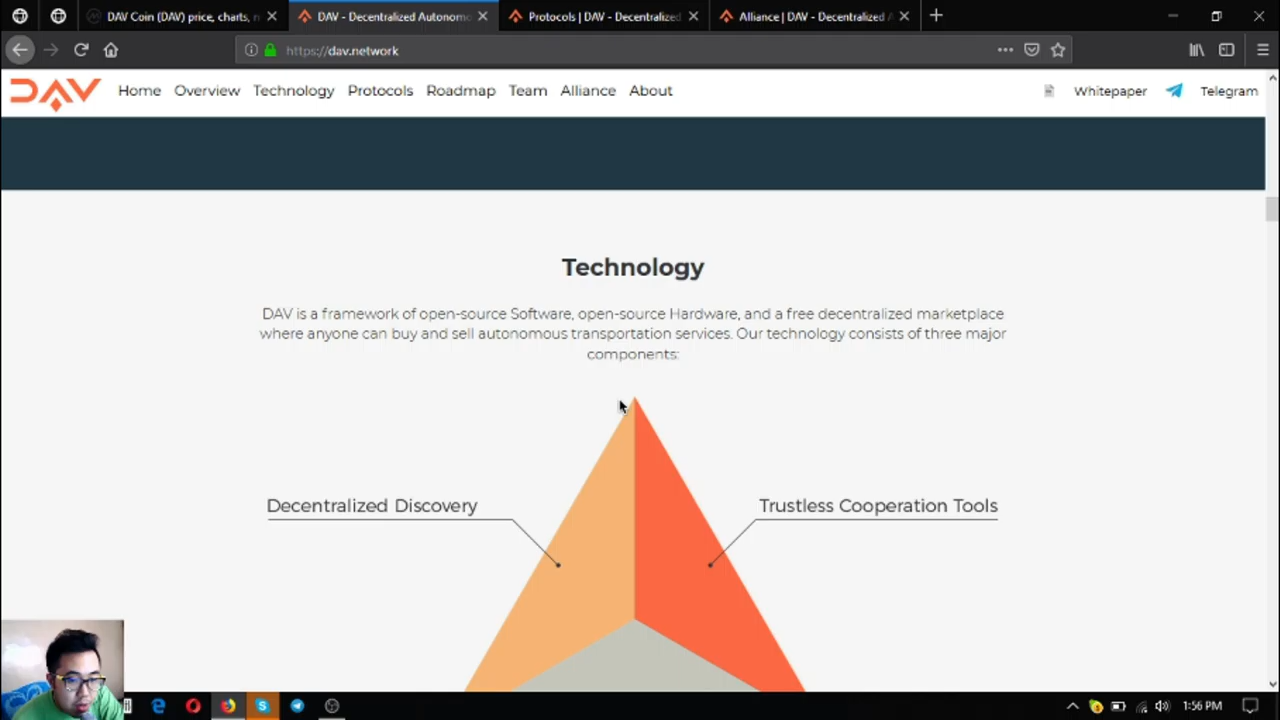 DAV Coin (DAV) price, charts,
DAV - Decentralized Autonom
Protocols | DAV - Decentralized
Alliance | DAV - Decentralized
https://dav.network
DAV
Home Overview Technology Protocols Roadmap Team Alliance About
Whitepaper Telegram
Technology
DAV is a framework of open-source Software, open-source Hardware, and a free decentralized marketplace
where anyone can buy and sell autonomous transportation services. Our technology consists of three major
components:
Decentralized Discovery
Trustless Cooperation Tools
1:56 PM